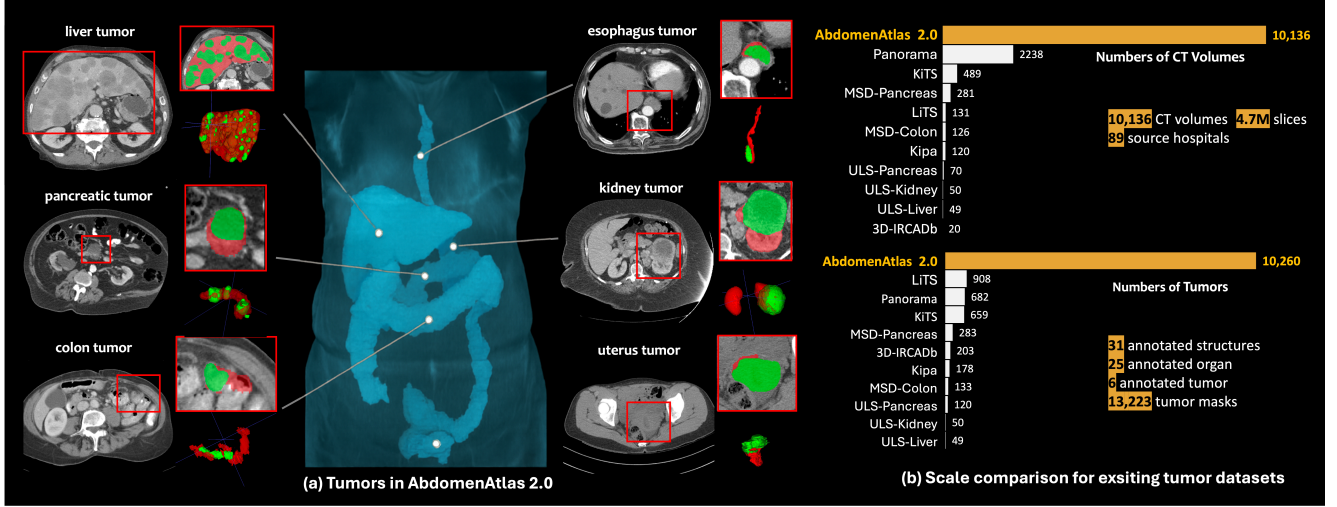 liver tumor
pancreatic tumor
colon tumor
esophagus tumor
kidney tumor
uterus tumor
(a) Tumors in AbdomenAtlas 2.0
AbdomenAtlas 2.0 10,136
Panorama 2238
KiTS 489
MSD-Pancreas 281
LiTS 131
MSD-Colon 126
Kipa 120
ULS-Pancreas 70
ULS-Kidney 50
ULS-Liver 49
3D-IRCADb 20
Numbers of CT Volumes
10,136 CT volumes 4.7M slices
89 source hospitals
AbdomenAtlas 2.0 10,260
LiTS 908
Panorama 682
KiTS 659
MSD-Pancreas 283
3D-IRCADb 203
Kipa 178
MSD-Colon 133
ULS-Pancreas 120
ULS-Kidney 50
ULS-Liver 49
Numbers of Tumors
31 annotated structures
25 annotated organ
6 annotated tumor
13,223 tumor masks
(b) Scale comparison for exsiting tumor datasets